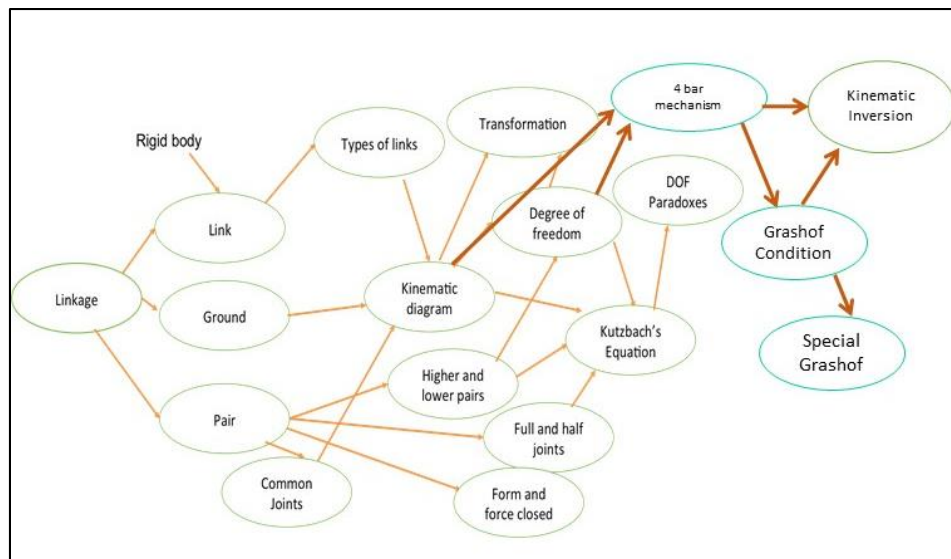 4 bar
mechanism
Kinematic
Inversion
Transformation
Rigid body
Types of links
DOF
Paradoxes
Link
Degree of
freedom
Grashof
Condition
Linkage
Kinematic
diagram
Ground
Kutzbach's
Equation
Special
Grashof
Higher and
lower pairs
Pair
Full and half
joints
Common
Joints
Form and
force closed